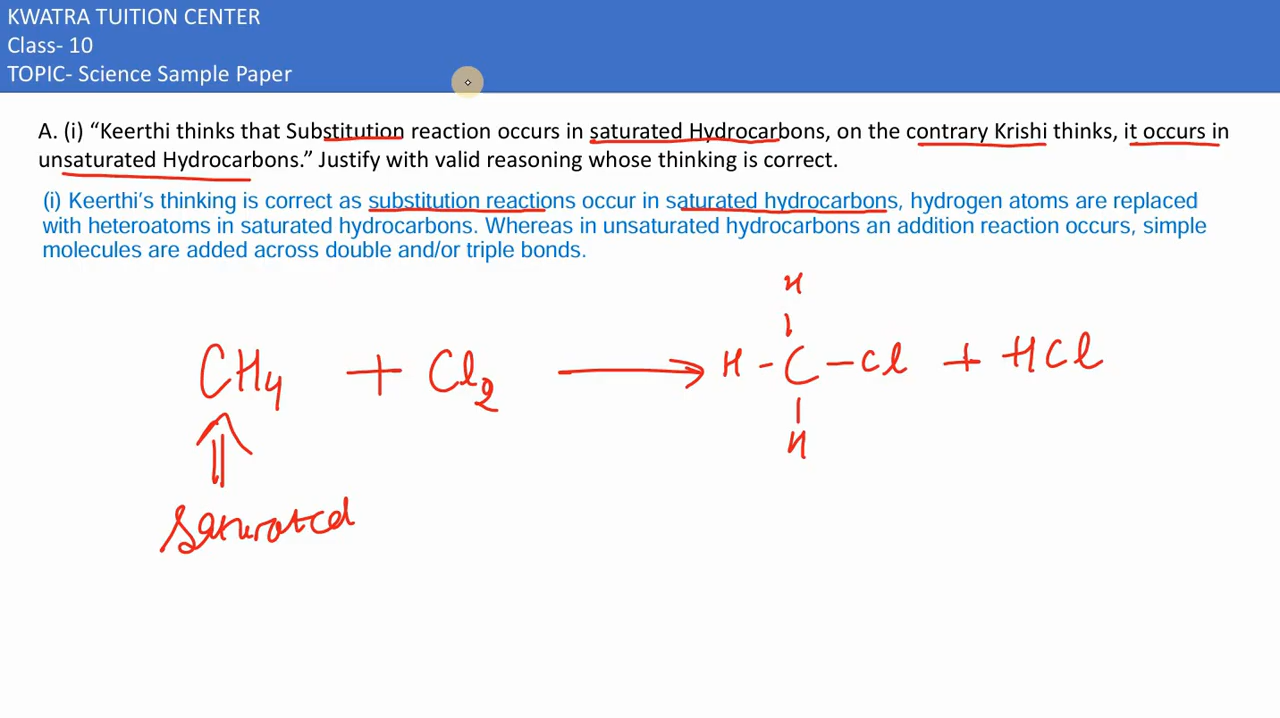 KWATRA TUITION CENTER
Class- 10
TOPIC- Science Sample Paper
A. (i) “Keerthi thinks that Substitution reaction occurs in saturated Hydrocarbons, on the contrary Krishi thinks, it occurs in
unsaturated Hydrocarbons.” Justify with valid reasoning whose thinking is correct.
(i) Keerthi’s thinking is correct as substitution reactions occur in saturated hydrocarbons, hydrogen atoms are replaced
with heteroatoms in saturated hydrocarbons. Whereas in unsaturated hydrocarbons an addition reaction occurs, simple
molecules are added across double and/or triple bonds.
H
CH4 + Cl2 → H - C - Cl + HCl
H
saturated